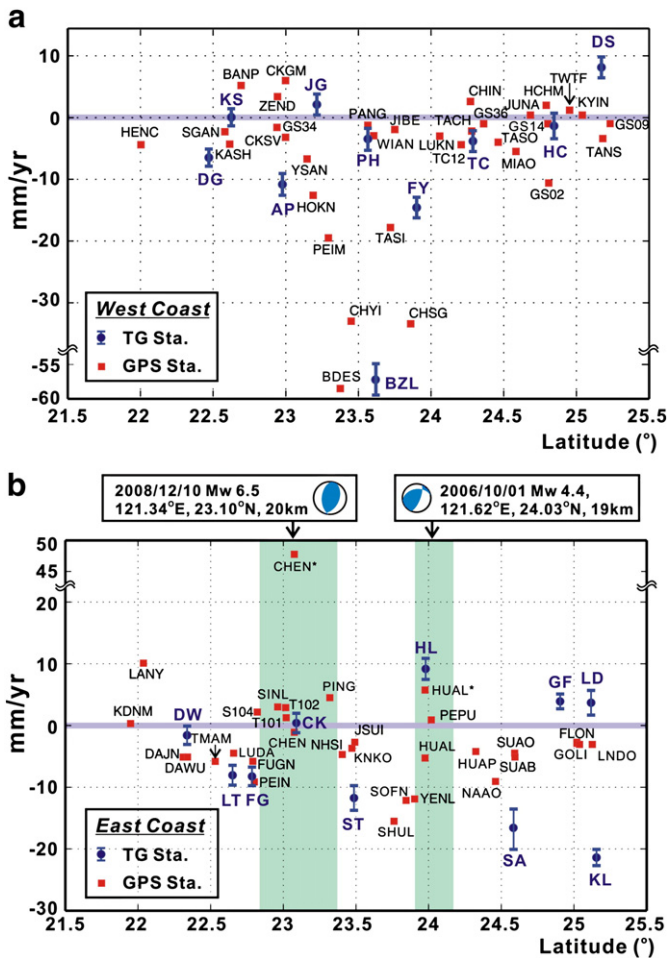 a
mm/yr
10
0
-10
-20
-30
-55
-60
BANP
CKGM
JG
KS
ZEND
HENC
SGAN
GS34
CKSV
KASH
DG
YSAN
AP
HOKN
PEIM
PANG
JIBE
PH
WIAN
FY
TASI
CHYI
CHSG
BDES
BZL
CHIN
TACH
GS36
LUKN
TC12
TC
JUNA
HCHM
TWTF
KYIN
GS14
TASO
MIAO
HC
GS09
TANS
GS02
DS
West Coast
TG Sta.
GPS Sta.
21.5 22.0 22.5 23.0 23.5 24.0 24.5 25.0 25.5
Latitude (°)
b
2008/12/10 Mw 6.5
121.34°E, 23.10°N, 20km
2006/10/01 Mw 4.4,
121.62°E, 24.03°N, 19km
mm/yr
50
45
20
10
0
-10
-20
-30
CHEN*
LANY
KDNM
DW
S104
SINL
T102
T101
CK
PING
CHEN
TMAM
DAJN
DAWU
LUDA
FUGN
PEIN
LT
FG
NHSI
JSUI
KNKO
ST
HL
HUAL*
PEPU
HUAL
SOFN
YENL
SHUL
HUAP
NAAO
SUAO
SUAB
SA
GF
LD
FLON
GOLI
LNDO
KL
East Coast
TG Sta.
GPS Sta.
21.5 22.0 22.5 23.0 23.5 24.0 24.5 25.0 25.5
Latitude (°)